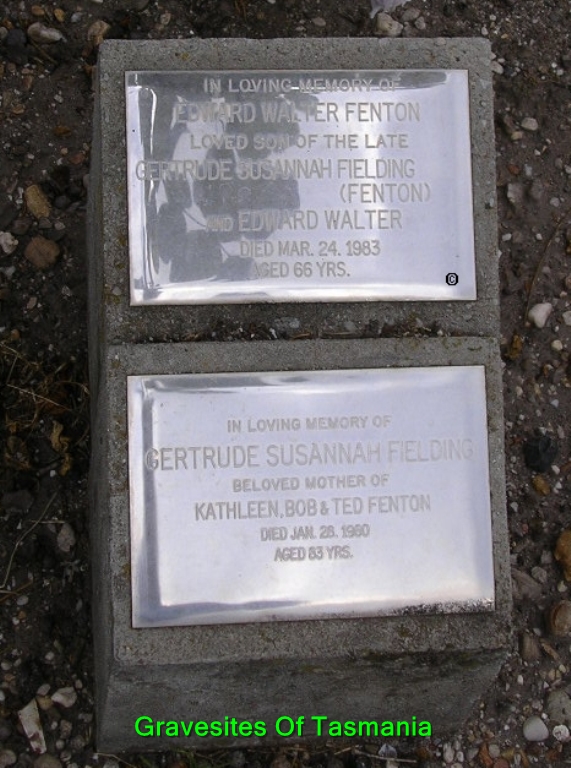 IN LOVING MEMORY OF
EDWARD WALTER FENTON
LOVED SON OF THE LATE
GERTRUDE SUSANNAH FIELDING
(FENTON)
AND EDWARD WALTER
DIED MAR. 24. 1983
AGED 66 YRS.
©
IN LOVING MEMORY OF
GERTRUDE SUSANNAH FIELDING
BELOVED MOTHER OF
KATHLEEN, BOB & TED FENTON
DIED JAN. 28. 1980
AGED 83 YRS.
Gravesites Of Tasmania